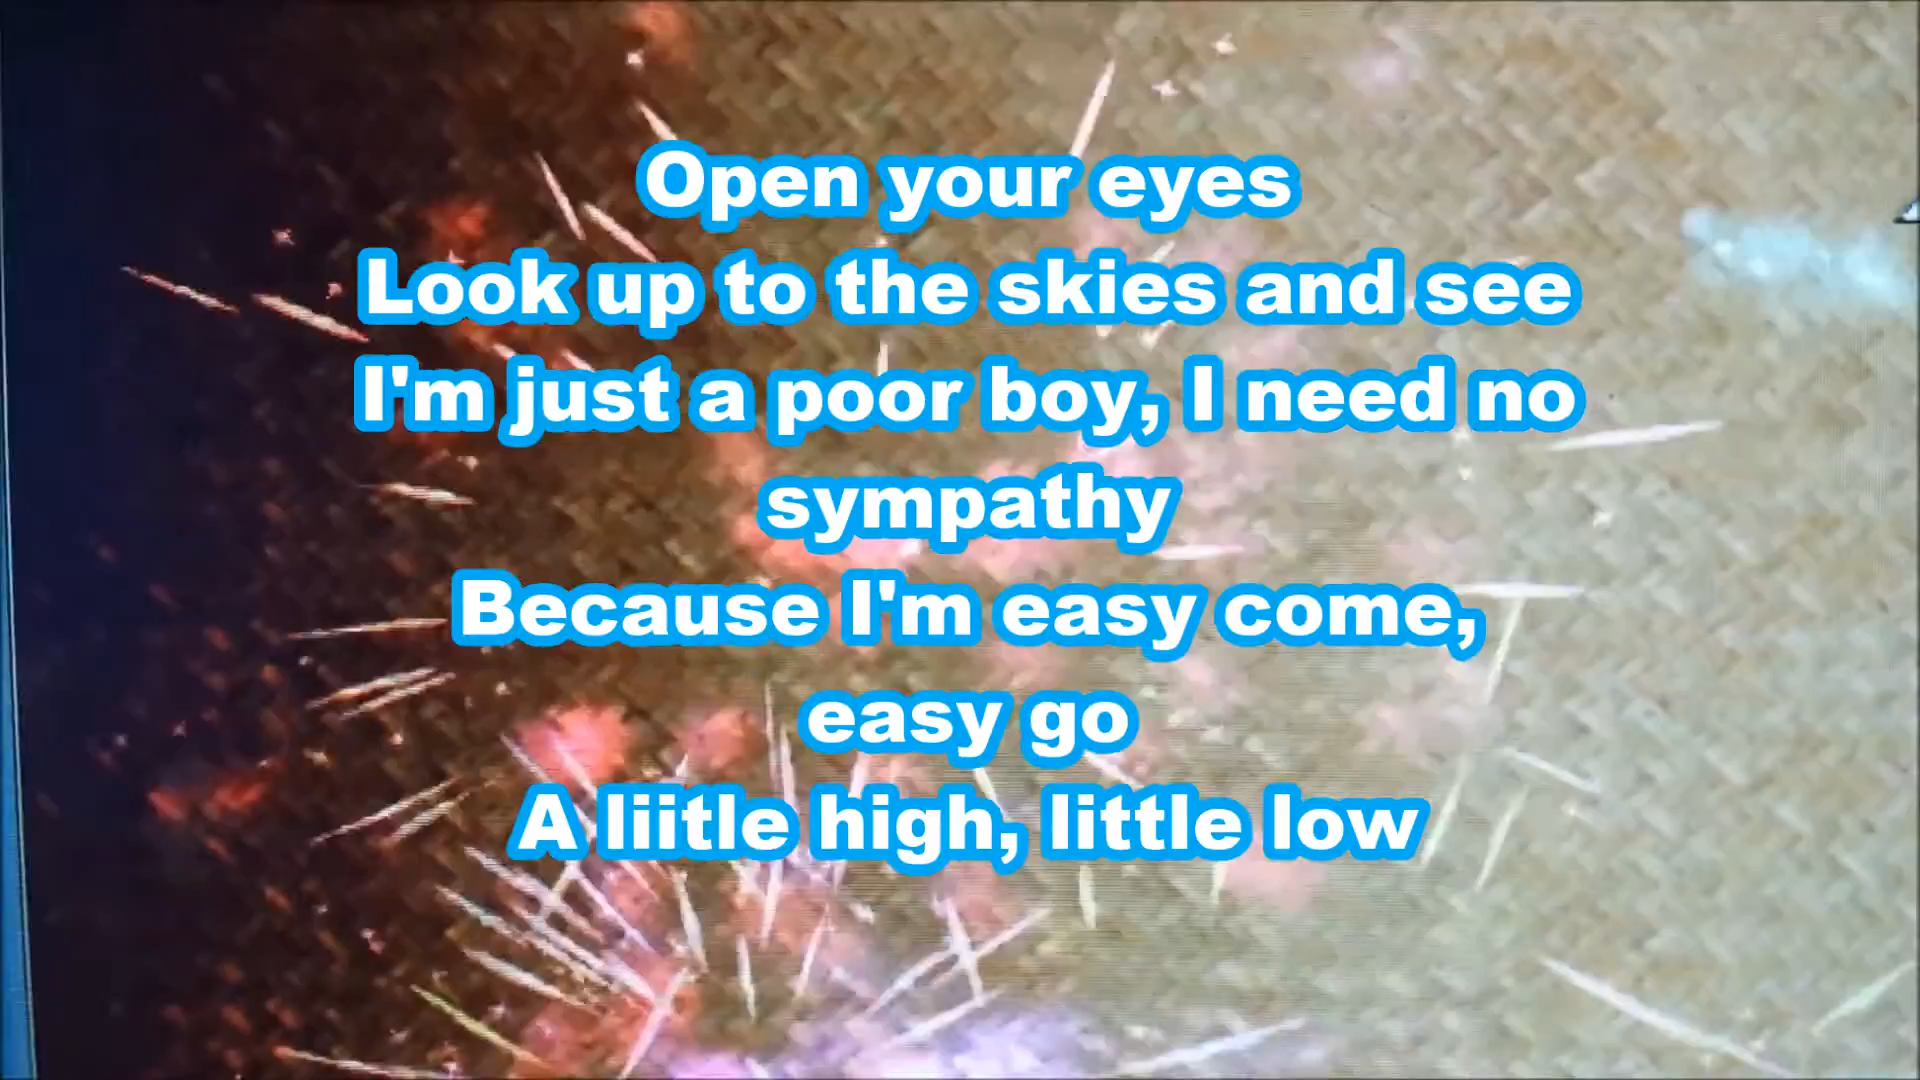 Open your eyes
Look up to the skies and see
I'm just a poor boy, I need no
sympathy
Because I'm easy come,
easy go
A liitle high, little low